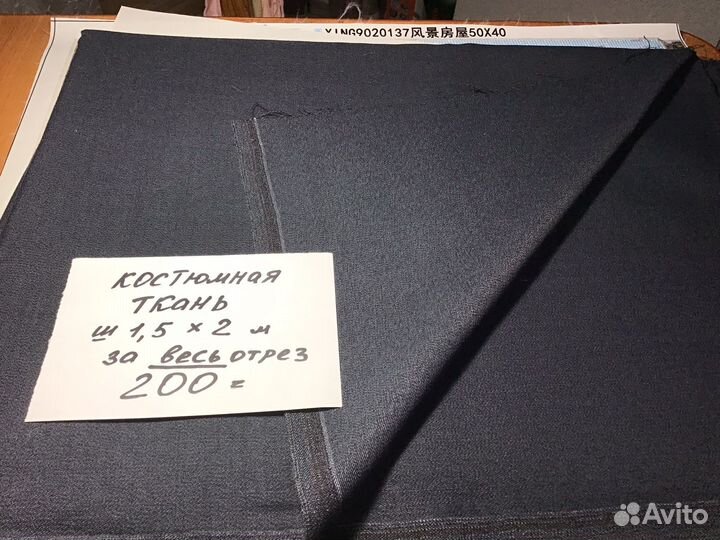 XING9020137风景房屋50X40
костюмная
ткань
ш 1,5 × 2 м
за весь отрез
200=
Avito